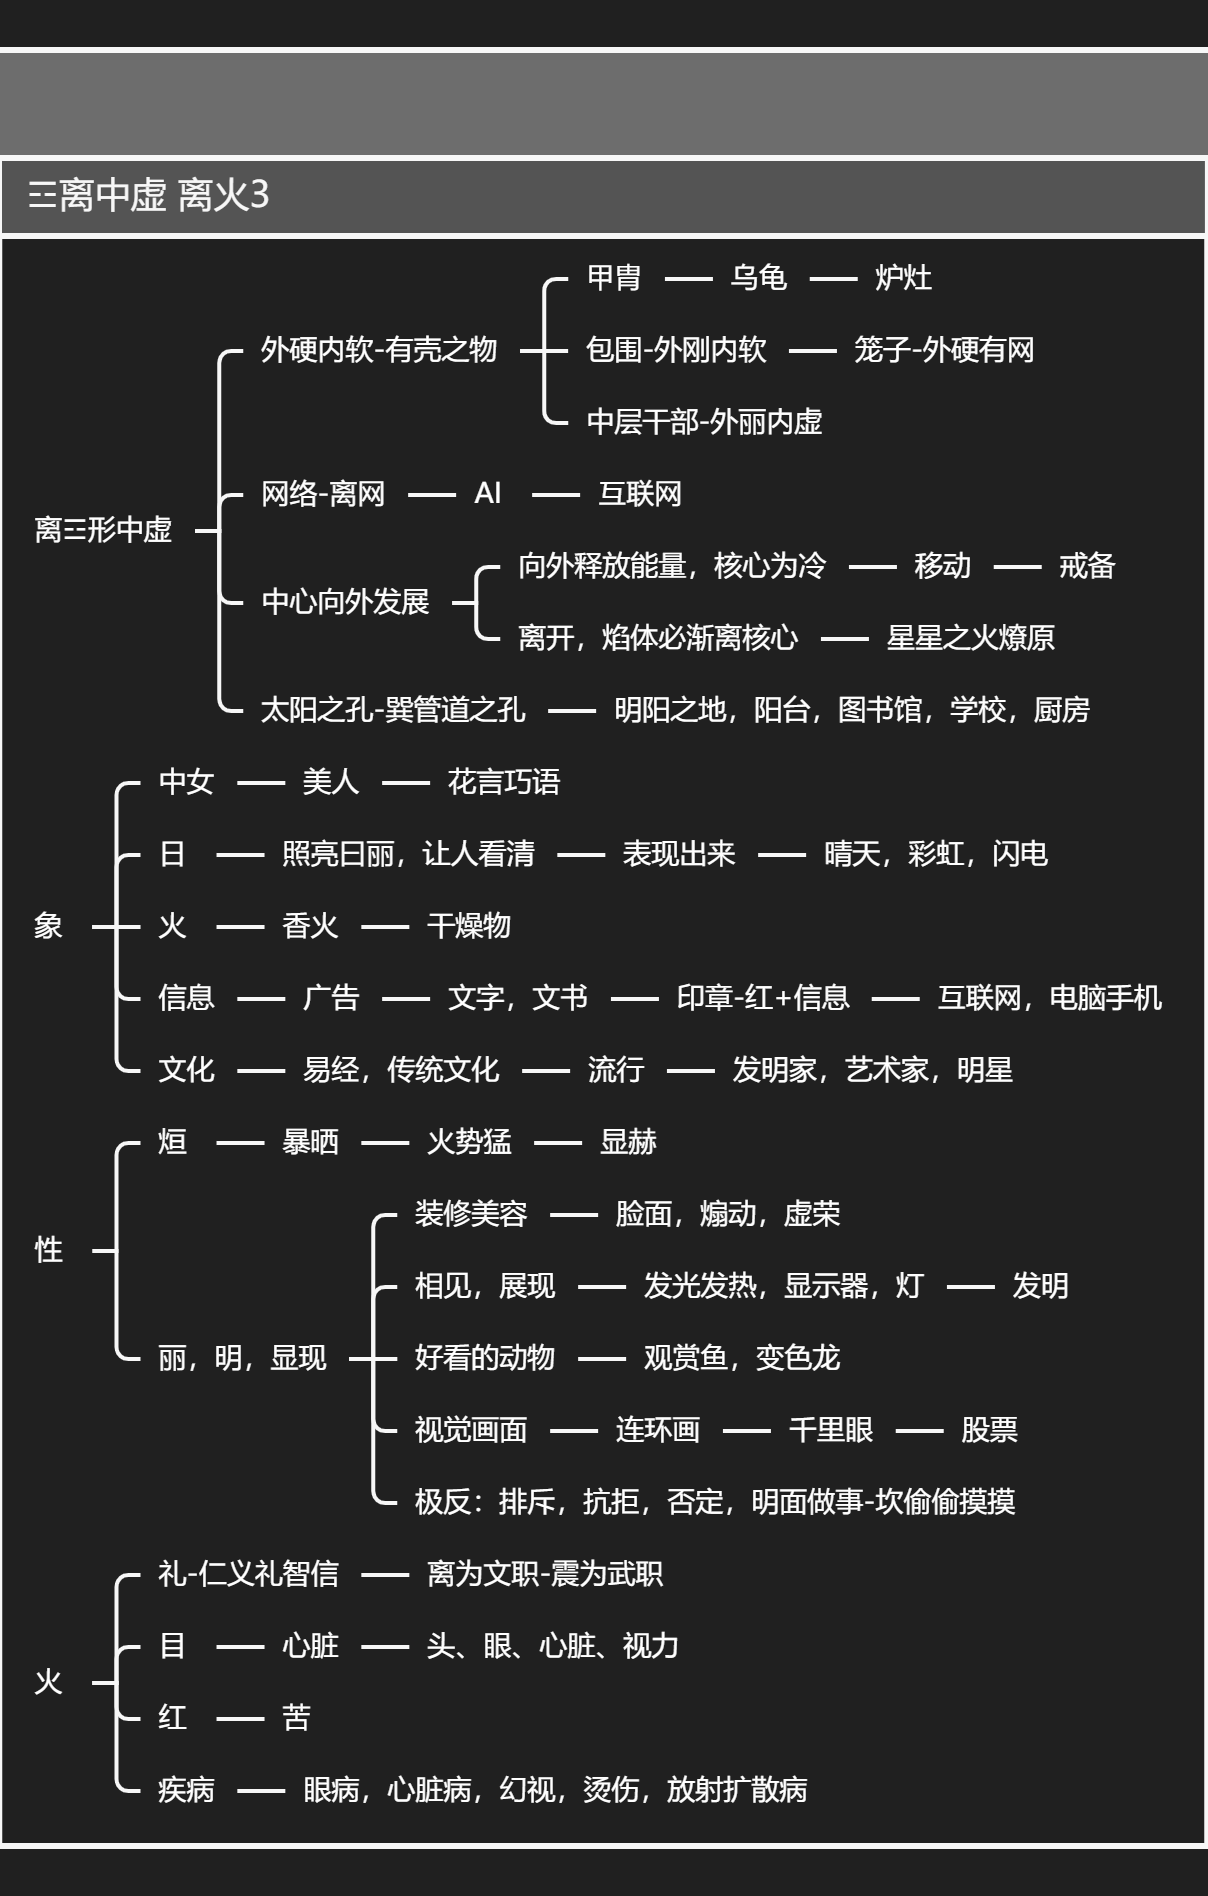 ☲离中虚 离火3
甲胄 乌龟 炉灶
外硬内软-有壳之物 包围-外刚内软 笼子-外硬有网
中层干部-外丽内虚
网络-离网 AI 互联网
离☲形中虚
向外释放能量，核心为冷 移动 戒备
中心向外发展
离开，焰体必渐离核心 星星之火燎原
太阳之孔-巽管道之孔 明阳之地，阳台，图书馆，学校，厨房
中女 美人 花言巧语
日 照亮曰丽，让人看清 表现出来 晴天，彩虹，闪电
象 火 香火 干燥物
信息 广告 文字，文书 印章-红+信息 互联网，电脑手机
文化 易经，传统文化 流行 发明家，艺术家，明星
烜 暴晒 火势猛 显赫
装修美容 脸面，煽动，虚荣
性
相见，展现 发光发热，显示器，灯 发明
丽，明，显现 好看的动物 观赏鱼，变色龙
视觉画面 连环画 千里眼 股票
极反：排斥，抗拒，否定，明面做事-坎偷偷摸摸
礼-仁义礼智信 离为文职-震为武职
目 心脏 头、眼、心脏、视力
火
红 苦
疾病 眼病，心脏病，幻视，烫伤，放射扩散病